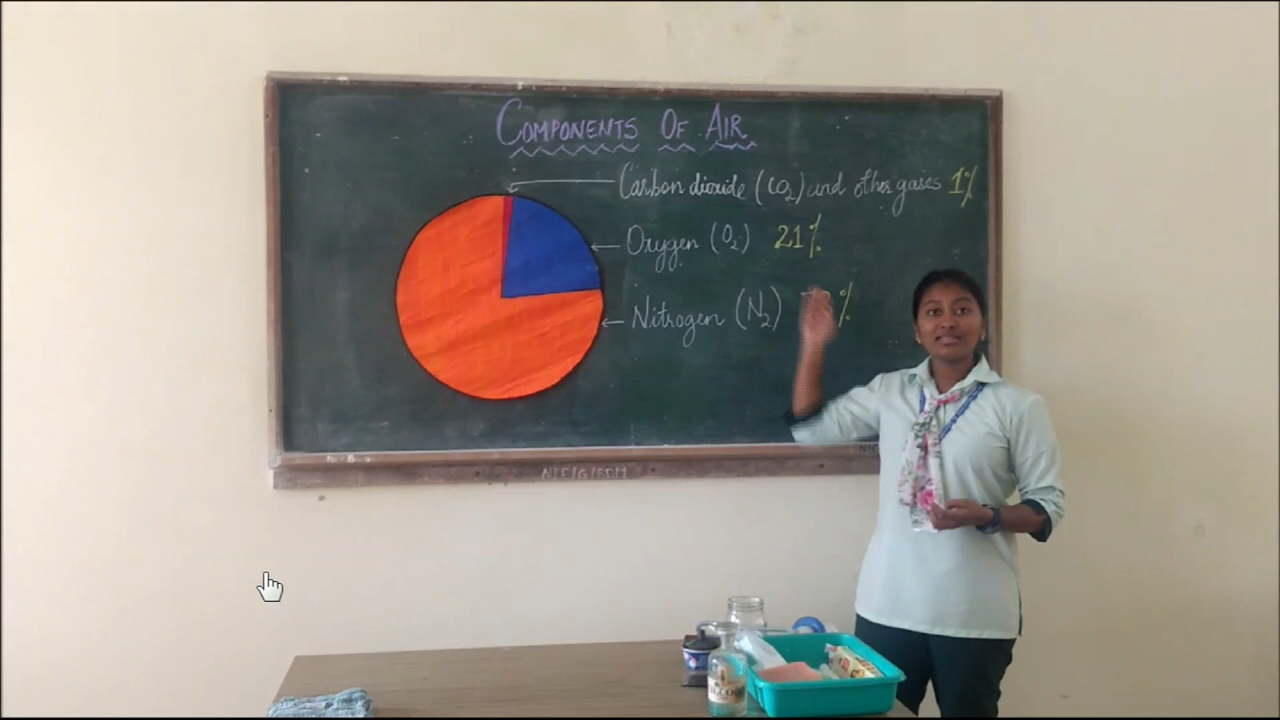 COMPONENTS OF AIR
Carbon dioxide (CO2) and other gases 1%
Oxygen (O2) 21%
Nitrogen (N2) %